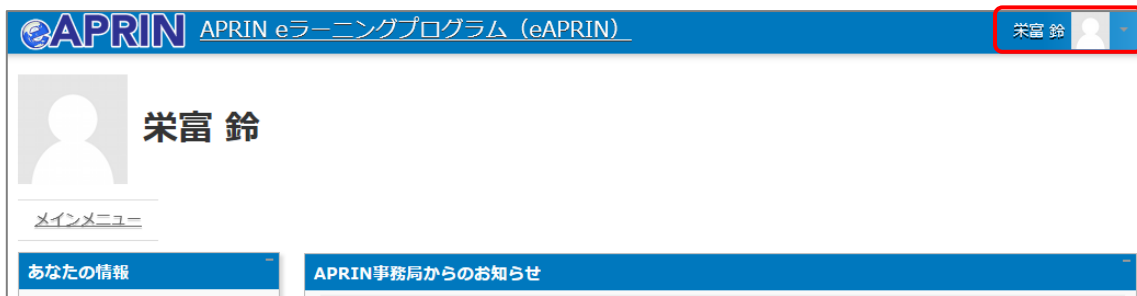 eAPRIN APRIN eラーニングプログラム（eAPRIN）
栄富 鈴
栄富 鈴
メインメニュー
あなたの情報
APRIN事務局からのお知らせ